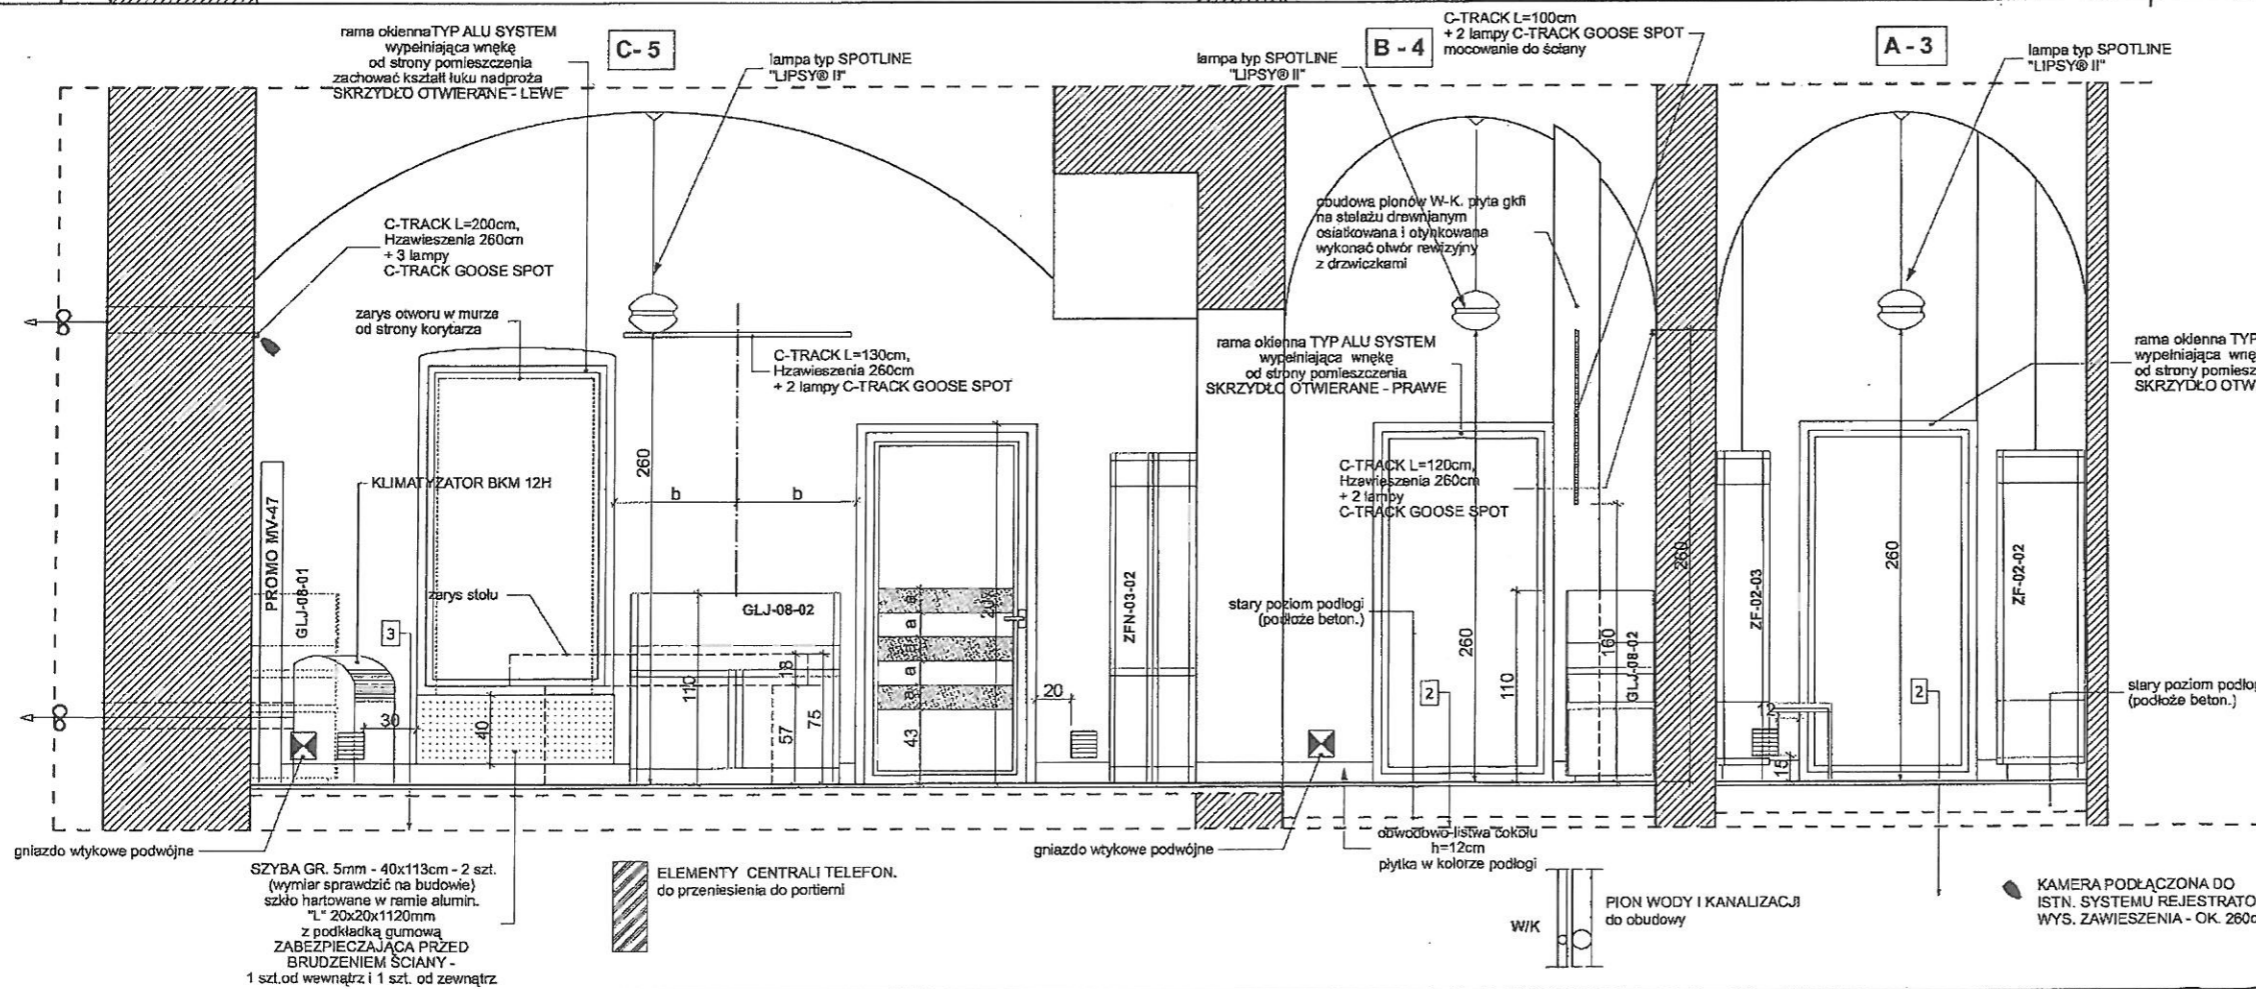 rama okiennaTYP ALU SYSTEM
wypełniająca wnękę
od strony pomieszczenia
zachować kształt łuku nadproża
SKRZYDŁO OTWIERANE - LEWE
C- 5
lampa typ SPOTLINE
"LIPSY® II"
lampa typ SPOTLINE
"LIPSY® II"
B - 4
C-TRACK L=100cm
+ 2 lampy C-TRACK GOOSE SPOT
mocowanie do ściany
A - 3
lampa typ SPOTLINE
"LIPSY® II"
C-TRACK L=200cm,
Hzawieszenia 260cm
+ 3 lampy
C-TRACK GOOSE SPOT
obudowa pionów W-K. płyta gkfi
na stelażu drewnianym
osiatkowana i otynkowana
wykonać otwór rewizyjny
z drzwiczkami
zarys otworu w murze
od strony korytarza
C-TRACK L=130cm,
Hzawieszenia 260cm
+ 2 lampy C-TRACK GOOSE SPOT
rama okienna TYP ALU SYSTEM
wypełniająca wnękę
od strony pomieszczenia
SKRZYDŁO OTWIERANE - PRAWE
rama okienna TYP
wypełniająca
od strony
SKRZYDŁO
KLIMATYZATOR BKM 12H
260
b
b
C-TRACK L=120cm,
Hzawieszenia 260cm
+ 2 lampy
C-TRACK GOOSE SPOT
PROMO MV-47
GLJ-08-01
zarys stołu
3
GLJ-08-02
110
18
57
75
a
a
a
a
a
43
20
ZFN-03-02
stary poziom podłogi
(podłoże beton.)
260
2
110
160
GLJ-08-02
260
ZF-02-03
260
ZF-02-02
2
12
15
stary poziom
(podłoże beton.)
30
40
gniazdo wtykowe podwójne
gniazdo wtykowe podwójne
obwodowo-listwa cokołu
h=12cm
płytka w kolorze podłogi
SZYBA GR. 5mm - 40x113cm - 2 szt.
(wymiar sprawdzić na budowie)
szkło hartowane w ramie alumin.
"L" 20x20x1120mm
z podkładką gumową
ZABEZPIECZAJĄCA PRZED
BRUDZENIEM ŚCIANY -
1 szt.od wewnątrz i 1 szt. od zewnątrz
ELEMENTY CENTRALI TELEFON.
do przeniesienia do portierni
W/K
PION WODY I KANALIZACJI
do obudowy
KAMERA PODŁĄCZONA DO
ISTN. SYSTEMU
WYS. ZAWIESZENIA - OK.